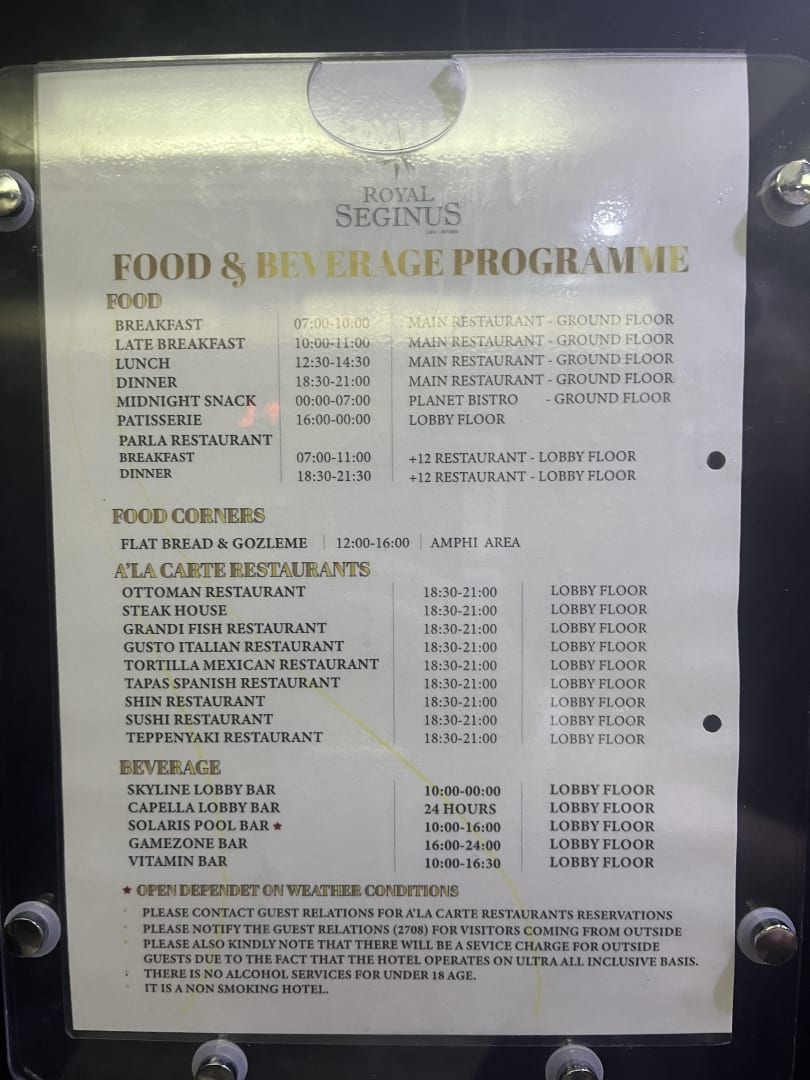 ROYAL
SEGINUS
FOOD & BEVERAGE PROGRAMME
FOOD
BREAKFAST 07:00-10:00 MAIN RESTAURANT - GROUND FLOOR
LATE BREAKFAST 10:00-11:00 MAIN RESTAURANT - GROUND FLOOR
LUNCH 12:30-14:30 MAIN RESTAURANT - GROUND FLOOR
DINNER 18:30-21:00 MAIN RESTAURANT - GROUND FLOOR
MIDNIGHT SNACK 00:00-07:00 PLANET BISTRO - GROUND FLOOR
PATISSERIE 16:00-00:00 LOBBY FLOOR
PARLA RESTAURANT
BREAKFAST 07:00-11:00 +12 RESTAURANT - LOBBY FLOOR
DINNER 18:30-21:30 +12 RESTAURANT - LOBBY FLOOR
FOOD CORNERS
FLAT BREAD & GOZLEME 12:00-16:00 AMPHI AREA
A'LA CARTE RESTAURANTS
OTTOMAN RESTAURANT 18:30-21:00 LOBBY FLOOR
STEAK HOUSE 18:30-21:00 LOBBY FLOOR
GRANDI FISH RESTAURANT 18:30-21:00 LOBBY FLOOR
GUSTO ITALIAN RESTAURANT 18:30-21:00 LOBBY FLOOR
TORTILLA MEXICAN RESTAURANT 18:30-21:00 LOBBY FLOOR
TAPAS SPANISH RESTAURANT 18:30-21:00 LOBBY FLOOR
SHIN RESTAURANT 18:30-21:00 LOBBY FLOOR
SUSHI RESTAURANT 18:30-21:00 LOBBY FLOOR
TEPPENYAKI RESTAURANT 18:30-21:00 LOBBY FLOOR
BEVERAGE
SKYLINE LOBBY BAR 10:00-00:00 LOBBY FLOOR
CAPELLA LOBBY BAR 24 HOURS LOBBY FLOOR
SOLARIS POOL BAR ★ 10:00-16:00 LOBBY FLOOR
GAMEZONE BAR 16:00-24:00 LOBBY FLOOR
VITAMIN BAR 10:00-16:30 LOBBY FLOOR
★ OPEN DEPENDET ON WEATHER CONDITIONS
PLEASE CONTACT GUEST RELATIONS FOR A'LA CARTE RESTAURANTS RESERVATIONS
PLEASE NOTIFY THE GUEST RELATIONS (2708) FOR VISITORS COMING FROM OUTSIDE
PLEASE ALSO KINDLY NOTE THAT THERE WILL BE A SEVICE CHARGE FOR OUTSIDE
GUESTS DUE TO THE FACT THAT THE HOTEL OPERATES ON ULTRA ALL INCLUSIVE BASIS.
THERE IS NO ALCOHOL SERVICES FOR UNDER 18 AGE.
IT IS A NON SMOKING HOTEL.